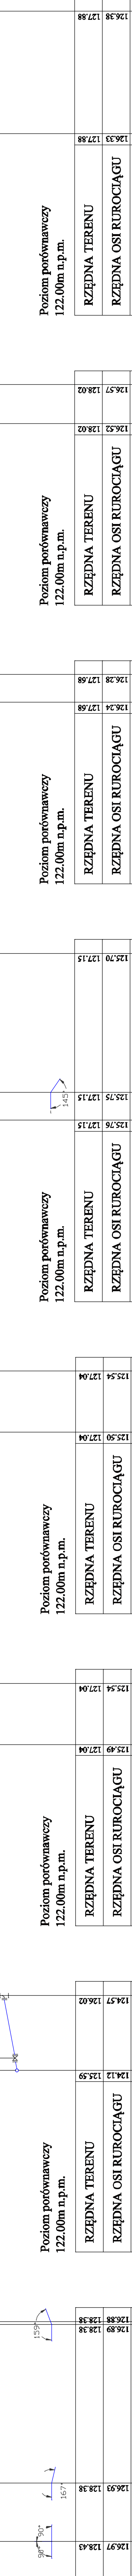 127.88 126.38
127.88 126.33
Poziom porównawczy
122.00m n.p.m.
RZĘDNA TERENU
RZĘDNA OSI RUROCIĄGU
128.02 126.57
128.02 126.52
Poziom porównawczy
122.00m n.p.m.
RZĘDNA TERENU
RZĘDNA OSI RUROCIĄGU
127.68 126.28
127.68 126.24
Poziom porównawczy
122.00m n.p.m.
RZĘDNA TERENU
RZĘDNA OSI RUROCIĄGU
127.15 125.70
145°
127.15 125.75
127.15 125.76
Poziom porównawczy
122.00m n.p.m.
RZĘDNA TERENU
RZĘDNA OSI RUROCIĄGU
127.04 125.54
127.04 125.50
Poziom porównawczy
122.00m n.p.m.
RZĘDNA TERENU
RZĘDNA OSI RUROCIĄGU
127.04 125.54
127.04 125.49
Poziom porównawczy
122.00m n.p.m.
RZĘDNA TERENU
RZĘDNA OSI RUROCIĄGU
126.02 124.57
125.59 124.12
Poziom porównawczy
122.00m n.p.m.
RZĘDNA TERENU
RZĘDNA OSI RUROCIĄGU
159°
128.38 126.88
128.38 126.89
167°
128.38 126.93
90° 90°
128.43 126.97